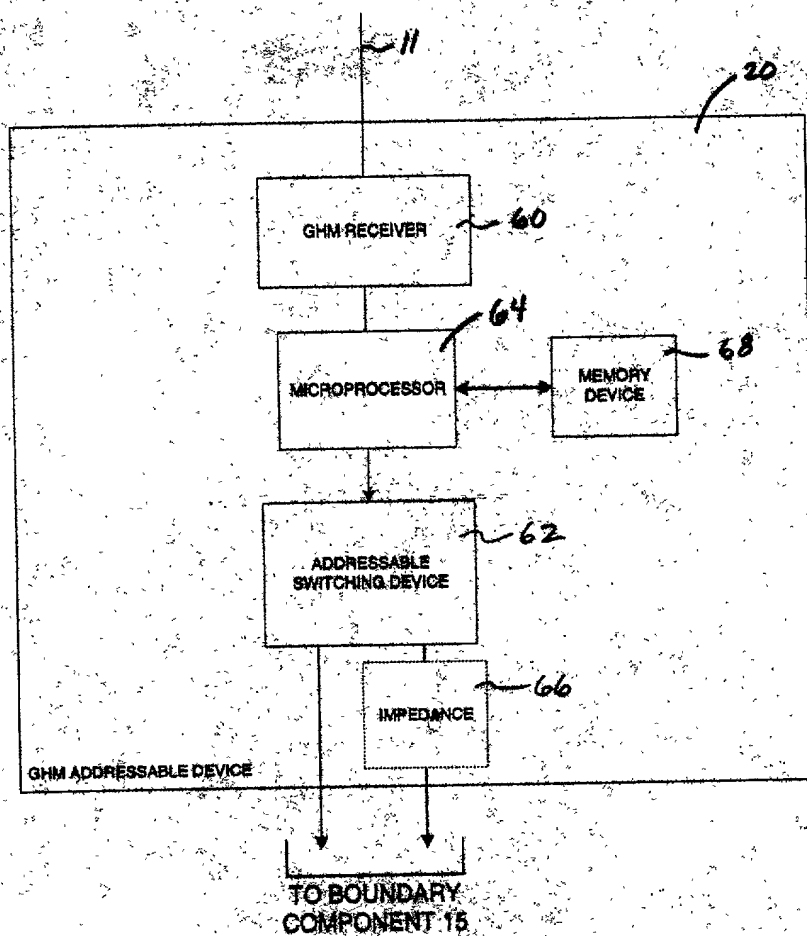 11
20
GHM RECEIVER
60
64
MICROPROCESSOR
MEMORY
DEVICE
68
ADDRESSABLE
SWITCHING DEVICE
62
IMPEDANCE
66
GHM ADDRESSABLE DEVICE
TO BOUNDARY
COMPONENT 15